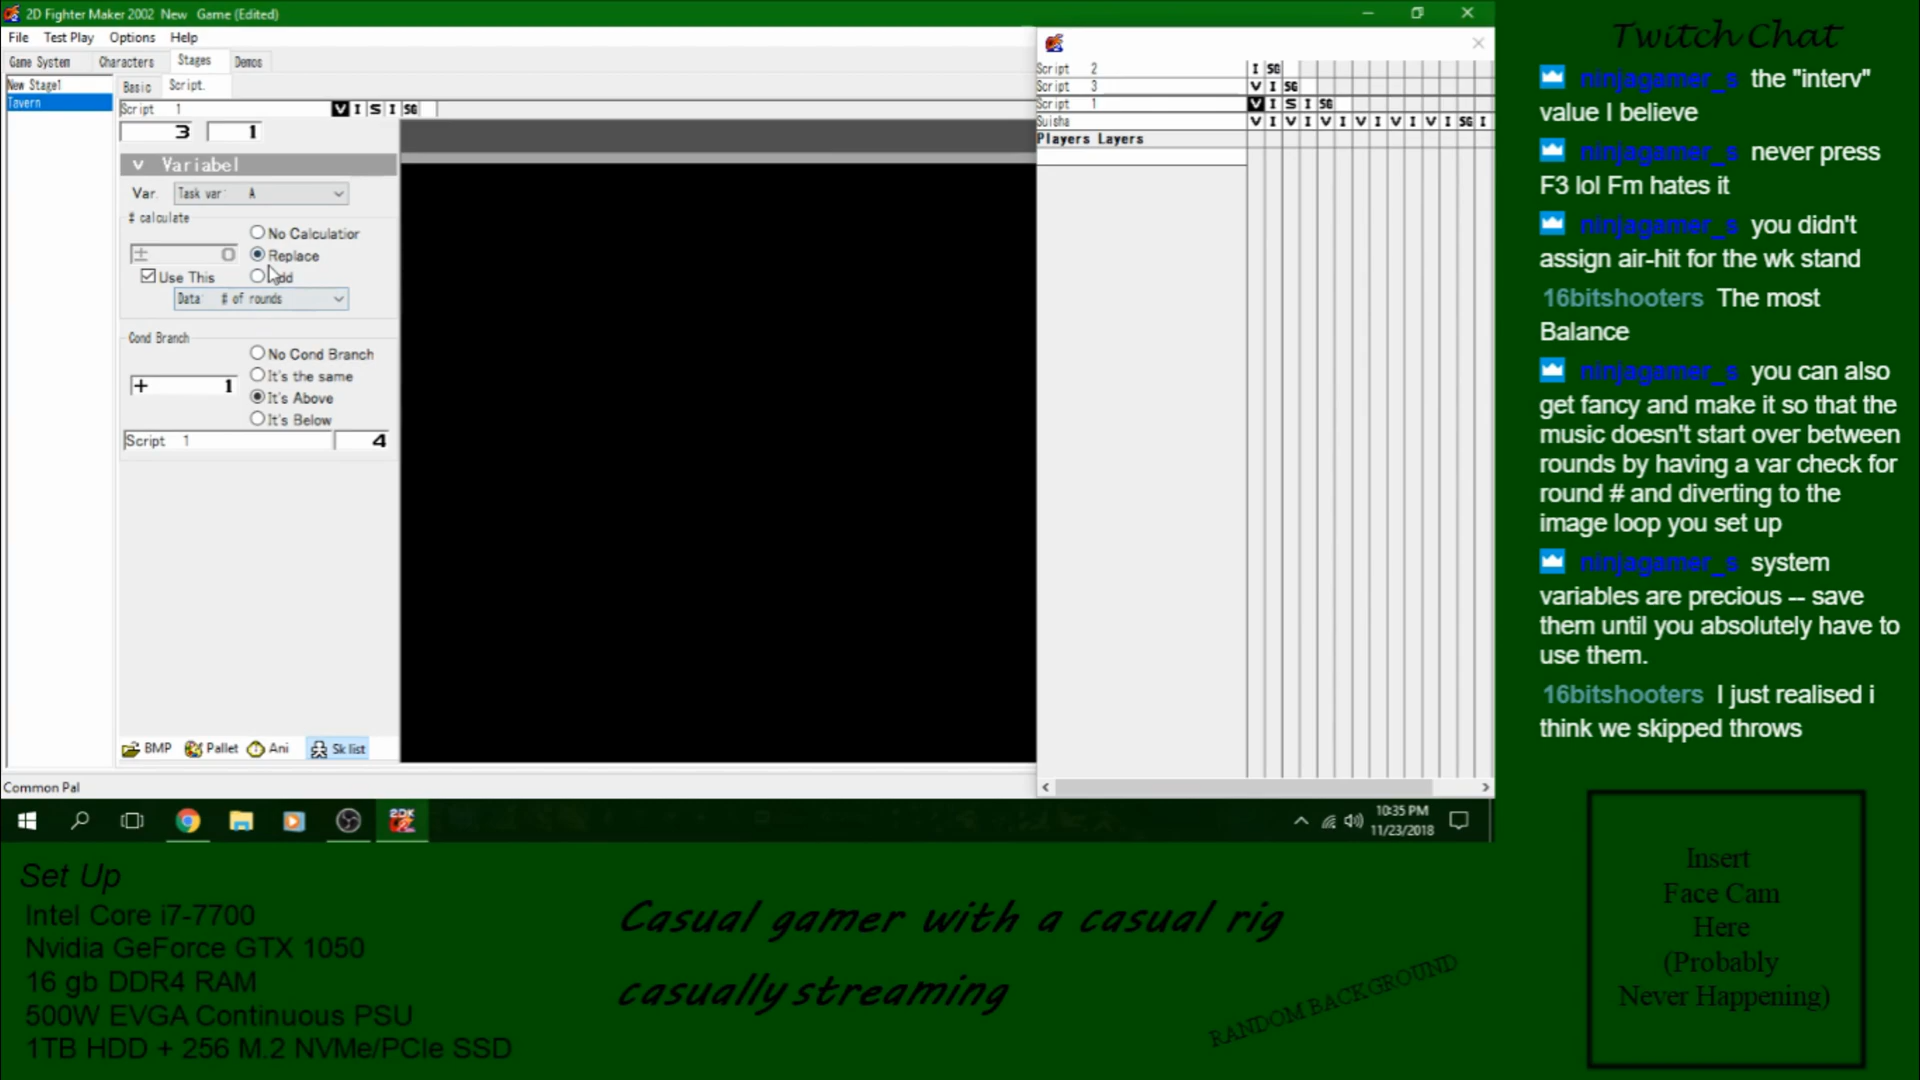 2D Fighter Maker 2002 New Game (Edited)
File Test Play Options Help
Game System Characters Stages Demos
New Stage1
Tavern
Basic Script.
Script 1 V I S I SG
3 1
V Variabel
Var. Task var: A
# calculate
No Calculatior
± 0 Replace
Use This
Data: # of rounds
Cond Branch
No Cond Branch
+ 1 It's the same
It's Above
It's Below
Script 1 4
BMP Pallet Ani Sk list
Common Pal
Script 2 I SG
Script 3 V I SG
Script 1 V I S I SG
Suisha V I V I V I V I V I V I SG I
Players Layers
10:35 PM
11/23/2018
Twitch Chat
ninjagamer_s the "interv"
value I believe
ninjagamer_s never press
F3 lol Fm hates it
ninjagamer_s you didn't
assign air-hit for the wk stand
16bitshooters The most
Balance
ninjagamer_s you can also
get fancy and make it so that the
music doesn't start over between
rounds by having a var check for
round # and diverting to the
image loop you set up
ninjagamer_s system
variables are precious -- save
them until you absolutely have to
use them.
16bitshooters I just realised i
think we skipped throws
Set Up
Intel Core i7-7700
Nvidia GeForce GTX 1050
16 gb DDR4 RAM
500W EVGA Continuous PSU
1TB HDD + 256 M.2 NVMe/PCIe SSD
Casual gamer with a casual rig
casually streaming
RANDOM BACKGROUND
Insert
Face Cam
Here
(Probably
Never Happening)